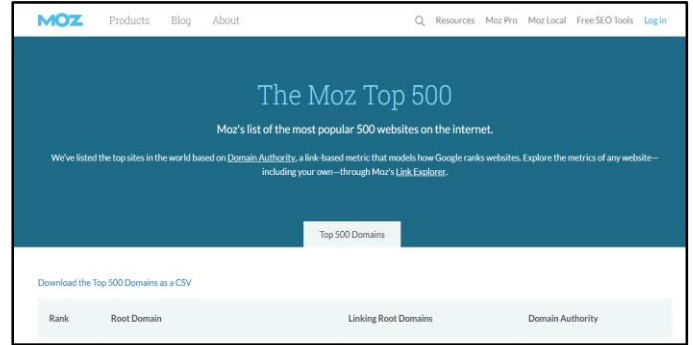 MOZ Products Blog About Resources Moz Pro Moz Local Free SEO Tools Log in
The Moz Top 500
Moz's list of the most popular 500 websites on the internet.
We've listed the top sites in the world based on Domain Authority, a link-based metric that models how Google ranks websites. Explore the metrics of any website—
including your own—through Moz's Link Explorer.
Top 500 Domains
Download the Top 500 Domains as a CSV
Rank Root Domain Linking Root Domains Domain Authority